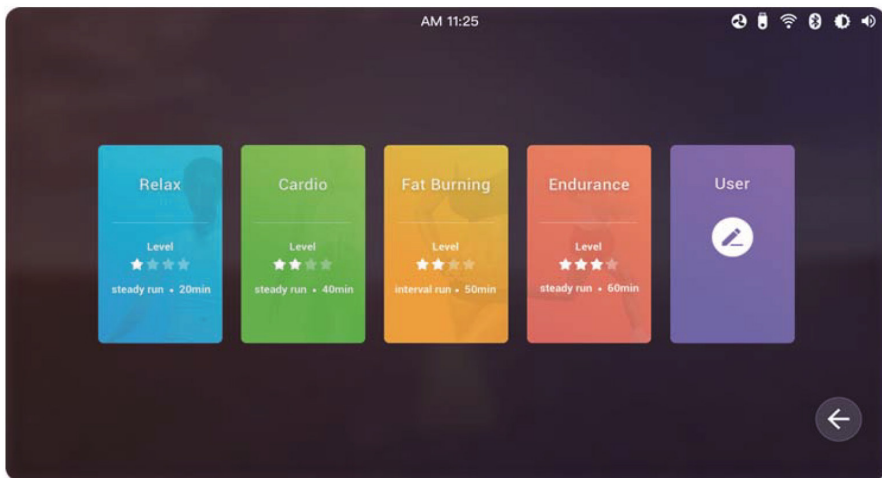 AM 11:25
Relax
Level
steady run • 20min
Cardio
Level
steady run • 40min
Fat Burning
Level
interval run • 50min
Endurance
Level
steady run • 60min
User